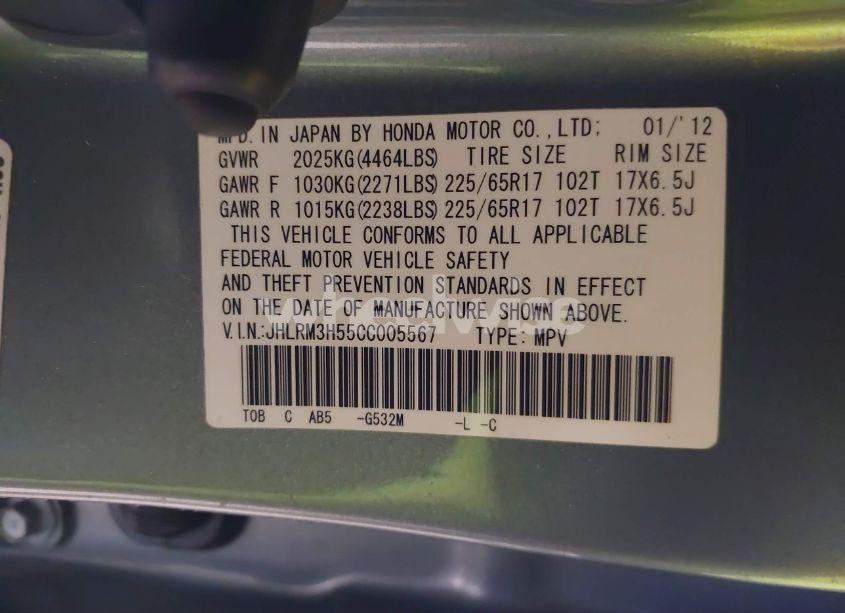 MFD. IN JAPAN BY HONDA MOTOR CO.,LTD; 01/'12
GVWR 2025KG(4464LBS) TIRE SIZE RIM SIZE
GAWR F 1030KG(2271LBS) 225/65R17 102T 17X6.5J
GAWR R 1015KG(2238LBS) 225/65R17 102T 17X6.5J
THIS VEHICLE CONFORMS TO ALL APPLICABLE
FEDERAL MOTOR VEHICLE SAFETY
AND THEFT PREVENTION STANDARDS IN EFFECT
ON THE DATE OF MANUFACTURE SHOWN ABOVE.
wheelwise
V.I.N.:JHLRM3H55CC005567 TYPE: MPV
TOB C AB5 -G532M -L -C